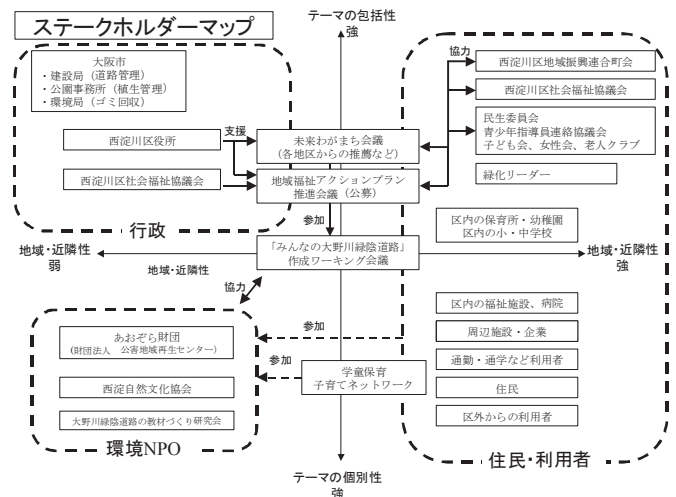 ステークホルダーマップ
テーマの包括性
強
大阪市
・建設局（道路管理）
・公園事務所（植生管理）
・環境局（ゴミ回収）
西淀川区役所
西淀川区社会福祉協議会
行政
支援
未来わがまち会議
（各地区からの推薦など）
地域福祉アクションプラン
推進会議（公募）
参加
協力
西淀川区地域振興連合町会
西淀川区社会福祉協議会
民生委員会
青少年指導員連絡協議会
子ども会、女性会、老人クラブ
緑化リーダー
区内の保育所・幼稚園
区内の小・中学校
地域・近隣性
弱
地域・近隣性
「みんなの大野川緑陰道路」
作成ワーキング会議
地域・近隣性
強
協力
区内の福祉施設、病院
周辺施設・企業
通勤・通学など利用者
住民
区外からの利用者
住民・利用者
参加
参加
あおぞら財団
（財団法人　公害地域再生センター）
西淀自然文化協会
大野川緑陰道路の教材づくり研究会
環境NPO
学童保育
子育てネットワーク
テーマの個別性
強